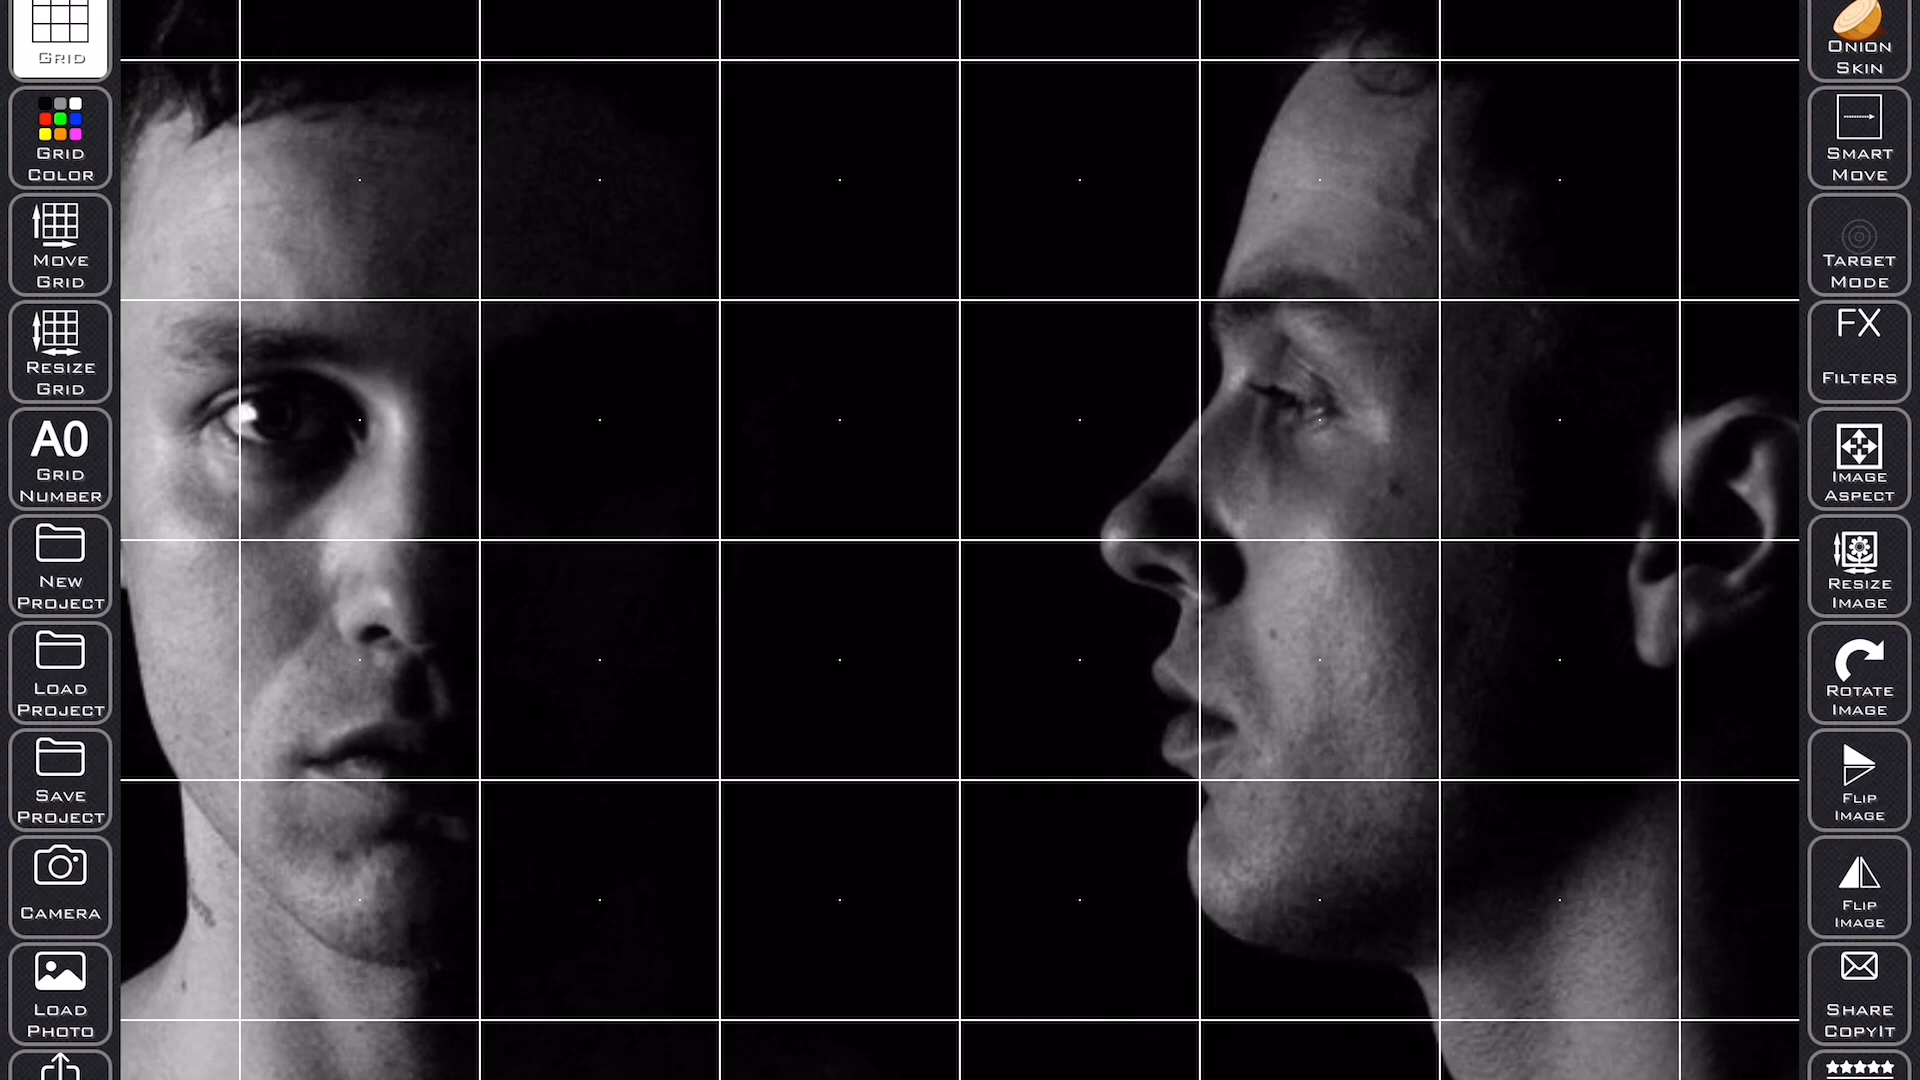 GRID
GRID
COLOR
MOVE
GRID
RESIZE
GRID
A0
GRID
NUMBER
NEW
PROJECT
LOAD
PROJECT
SAVE
PROJECT
CAMERA
LOAD
PHOTO
ONION
SKIN
SMART
MOVE
TARGET
MODE
FX
FILTERS
IMAGE
ASPECT
RESIZE
IMAGE
ROTATE
IMAGE
FLIP
IMAGE
FLIP
IMAGE
SHARE
COPYIT